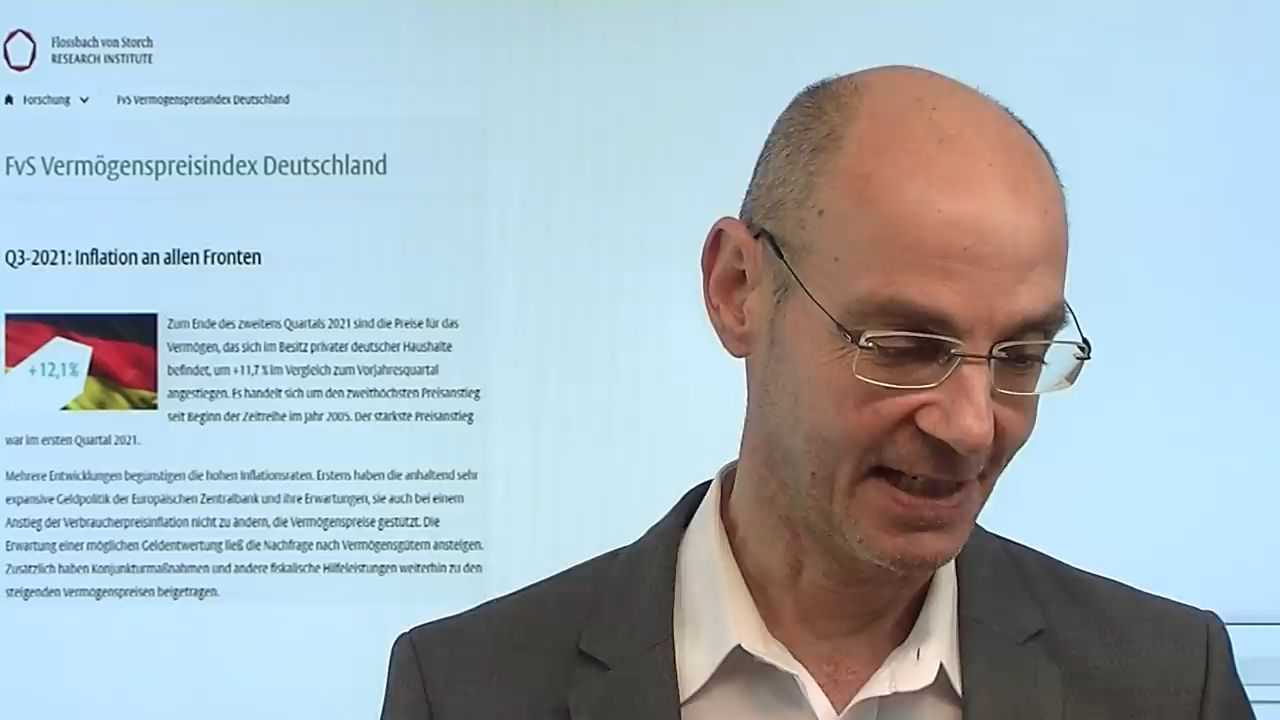 Flossbach von Storch
RESEARCH INSTITUTE
Forschung
FvS Vermögenspreisindex Deutschland
FvS Vermögenspreisindex Deutschland
Q3-2021: Inflation an allen Fronten
+12,1%
Zum Ende des zweitens Quartals 2021 sind die Preise für das
Vermögen, das sich im Besitz privater deutscher Haushalte
befindet, um +11,7 % im Vergleich zum Vorjahresquartal
angestiegen. Es handelt sich um den zweithöchsten Preisanstieg
seit Beginn der Zeitreihe im Jahr 2005. Der stärkste Preisanstieg
war im ersten Quartal 2021.
Mehrere Entwicklungen begünstigen die hohen Inflationsraten. Erstens haben die anhaltend sehr
expansive Geldpolitik der Europäischen Zentralbank und ihre Erwartungen, sie auch bei einem
Anstieg der Verbraucherpreisinflation nicht zu ändern, die Vermögenspreise gestützt. Die
Erwartung einer möglichen Geldentwertung ließ die Nachfrage nach Vermögensgütern ansteigen.
Zusätzlich haben Konjunkturmaßnahmen und andere fiskalische Hilfeleistungen weiterhin zu den
steigenden Vermögenspreisen beigetragen.